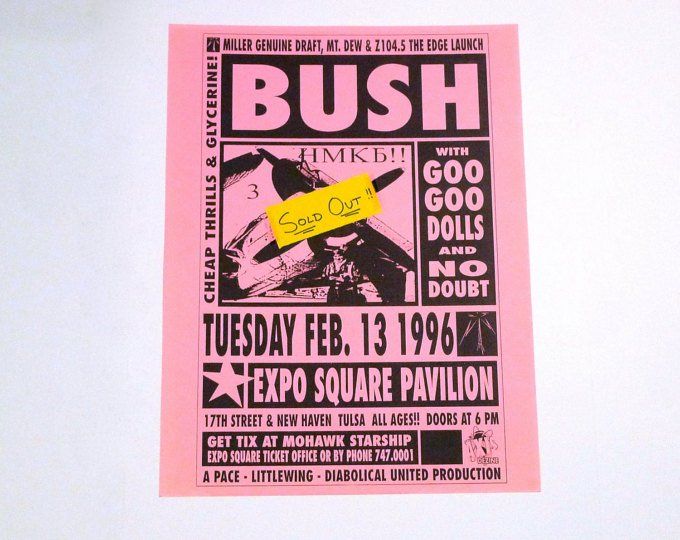 MILLER GENUINE DRAFT, MT. DEW & Z104.5 THE EDGE LAUNCH
CHEAP THRILLS & GLYCERINE!
BUSH
НМКБ!!
3
SOLD OUT!!
WITH
GOO
GOO
DOLLS
AND
NO
DOUBT
TUESDAY FEB. 13 1996
EXPO SQUARE PAVILION
17TH STREET & NEW HAVEN TULSA ALL AGES!! DOORS AT 6 PM
GET TIX AT MOHAWK STARSHIP
EXPO SQUARE TICKET OFFICE OR BY PHONE 747.0001
DEZINE
A PACE - LITTLEWING - DIABOLICAL UNITED PRODUCTION